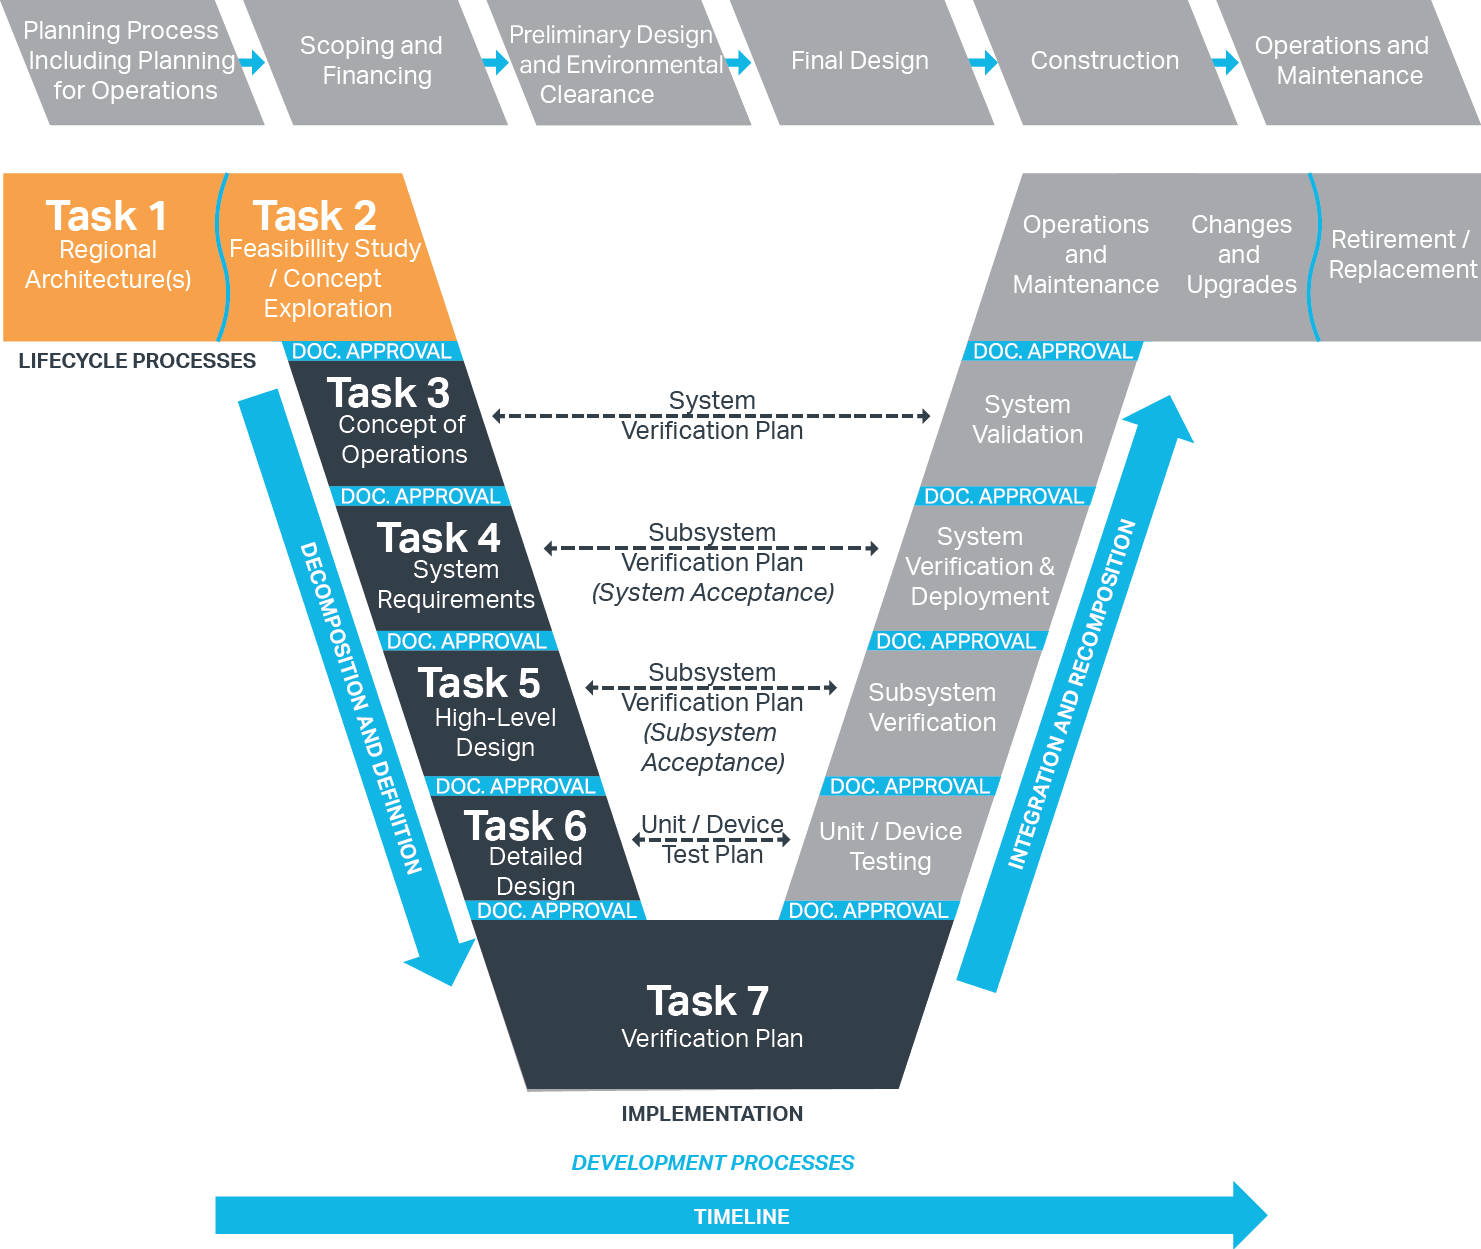 Planning Process
Including Planning
for Operations
Scoping and
Financing
Preliminary Design
and Environmental
Clearance
Final Design
Construction
Operations and
Maintenance
Task 1
Regional
Architecture(s)
Task 2
Feasibillity Study
/ Concept
Exploration
Operations
and
Maintenance
Changes
and
Upgrades
Retirement /
Replacement
LIFECYCLE PROCESSES
DOC. APPROVAL
DOC. APPROVAL
Task 3
Concept of
Operations
System
Verification Plan
System
Validation
DOC. APPROVAL
DOC. APPROVAL
Task 4
System
Requirements
Subsystem
Verification Plan
(System Acceptance)
System
Verification &
Deployment
DECOMPOSITION AND DEFINITION
INTEGRATION AND RECOMPOSITION
DOC. APPROVAL
DOC. APPROVAL
Task 5
High-Level
Design
Subsystem
Verification Plan
(Subsystem
Acceptance)
Subsystem
Verification
DOC. APPROVAL
DOC. APPROVAL
Task 6
Detailed
Design
Unit / Device
Test Plan
Unit / Device
Testing
DOC. APPROVAL
DOC. APPROVAL
Task 7
Verification Plan
IMPLEMENTATION
DEVELOPMENT PROCESSES
TIMELINE